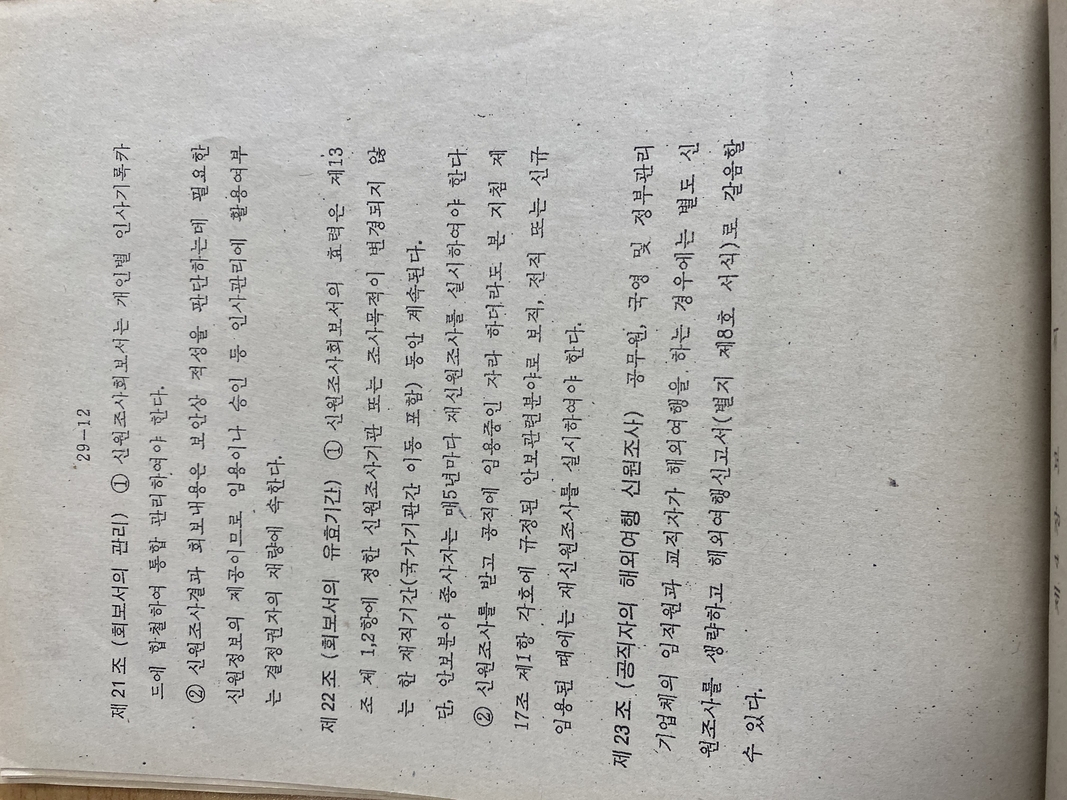 29-12
제 21 조 (회보서의 관리) ① 신원조사회보서는 개인별 인사기록카
드에 합철하여 통합 관리하여야 한다.
② 신원조사결과 회보내용은 보안상 적성을 판단하는데 필요한
신원정보의 제공이므로 임용이나 승인 등 인사관리에 활용여부
는 결정권자의 재량에 속한다.
제 22 조 (회보서의 유효기간) ① 신원조사회보서의 효력은 제13
조 제 1,2항에 정한 신원조사기관 또는 조사목적이 변경되지 않
는 한 재직기간(국가기관간 이동 포함) 동안 계속된다.
단, 안보분야 종사자는 매5년마다 재신원조사를 실시하여야 한다
② 신원조사를 받고 공직에 임용중인 자라 하더라도 본 지침 제
17조 제1항 각호에 규정된 안보관련분야로 보직, 전직 또는 신규
임용된 때에는 재신원조사를 실시하여야 한다.
제 23 조 (공직자의 해외여행 신원조사) 공무원, 국영 및 정부관리
기업체의 임직원과 교직자가 해외여행을 하는 경우에는 별도 신
원조사를 생략하고 해외여행신고서(별지 제8호 서식)로 갈음할
수 있다.